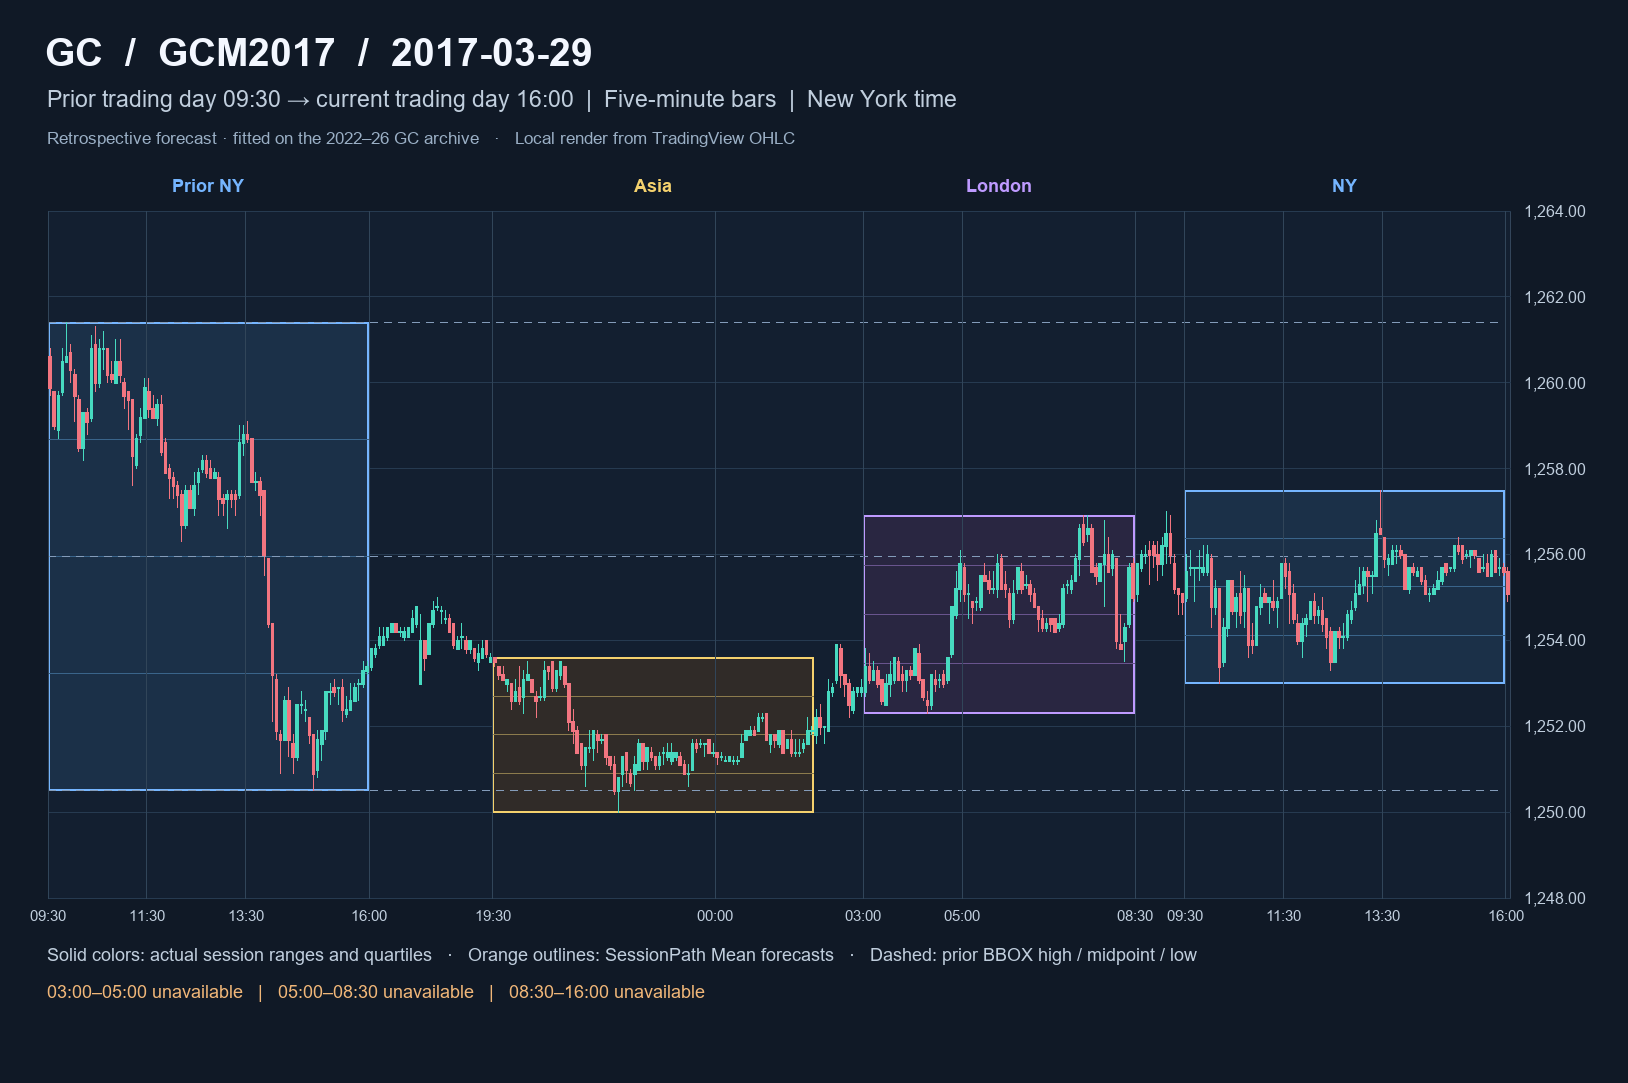 GC / GCM2017 / 2017-03-29
Prior trading day 09:30 → current trading day 16:00 | Five-minute bars | New York time
Retrospective forecast · fitted on the 2022–26 GC archive · Local render from TradingView OHLC
Prior NY Asia London NY
1,264.00
1,262.00
1,260.00
1,258.00
1,256.00
1,254.00
1,252.00
1,250.00
1,248.00
09:30 11:30 13:30 16:00 19:30 00:00 03:00 05:00 08:30 09:30 11:30 13:30 16:00
Solid colors: actual session ranges and quartiles · Orange outlines: SessionPath Mean forecasts · Dashed: prior BBOX high / midpoint / low
03:00–05:00 unavailable | 05:00–08:30 unavailable | 08:30–16:00 unavailable